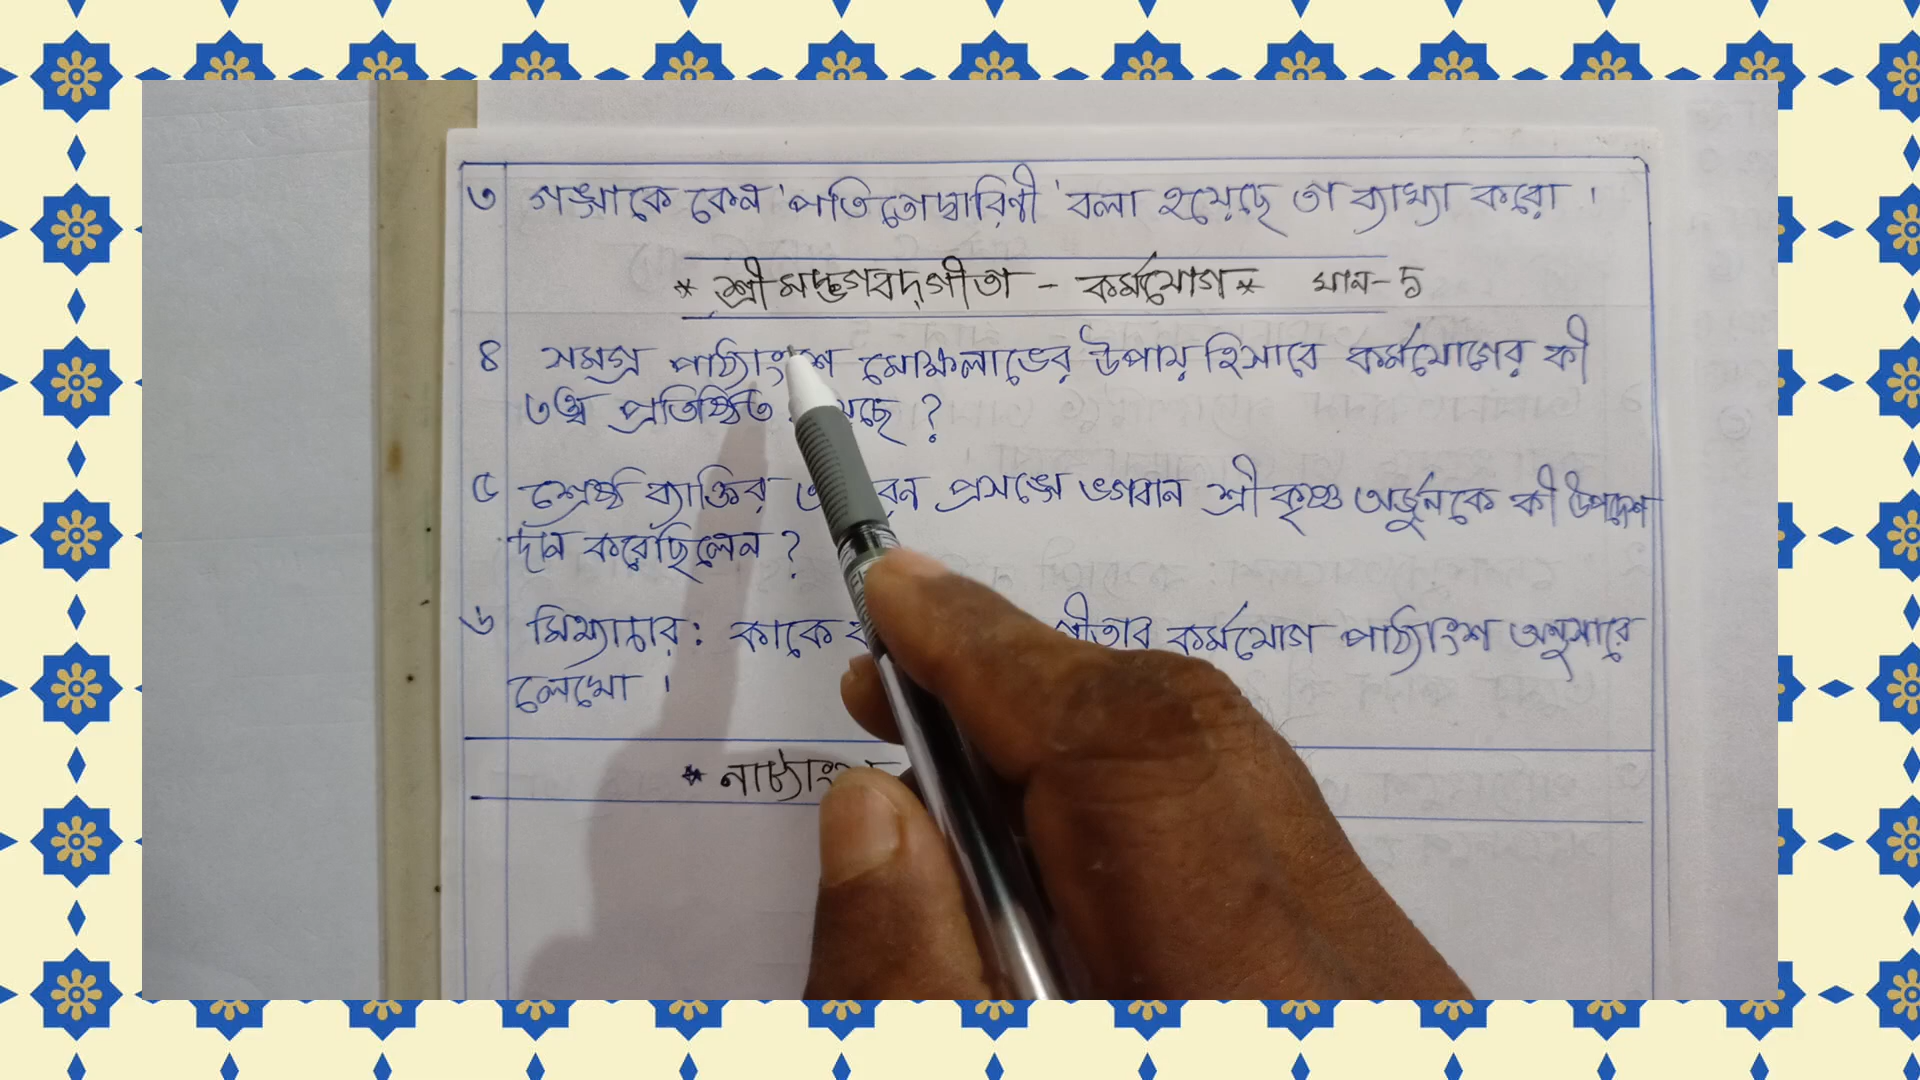 ৩ গঙ্গাকে কেন 'পতিতোদ্ধারিণী' বলা হয়েছে তা ব্যাখ্যা করো ।
* শ্রীমদ্ভগবদ্‌গীতা - কর্মযোগ * মান-৫
৪ সমগ্র পাঠ্যাংশে মোক্ষলাভের উপায় হিসাবে কর্মযোগের কী
তত্ত্ব প্রতিষ্ঠিত ?
৫ শ্রেষ্ঠ ব্যাক্তির প্রসঙ্গে ভগবান শ্রীকৃষ্ণ অর্জুনকে কী উপদেশ
দান করেছিলেন ?
৬ মিথ্যাচার: কাকে কর্মযোগ পাঠ্যাংশ অনুসারে
লেখো ।
* নাট্যাংশ